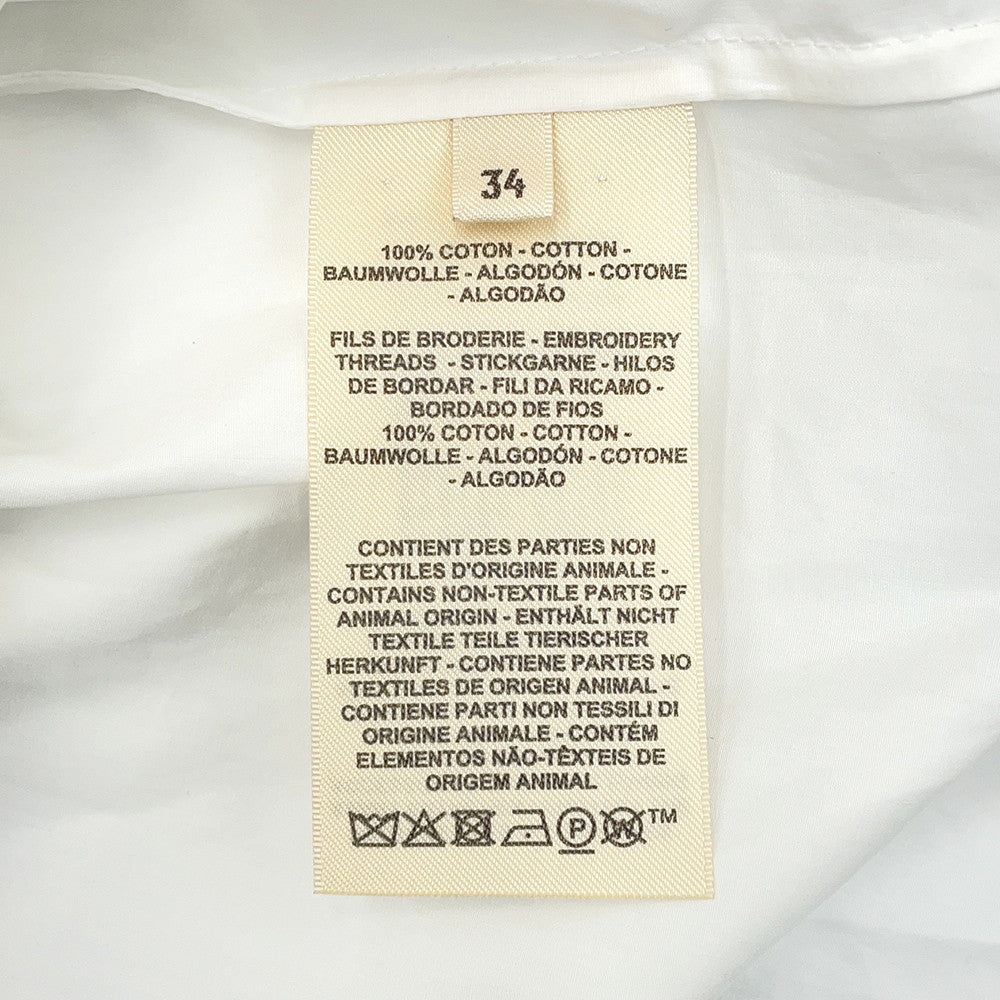 34
100% COTON - COTTON -
BAUMWOLLE - ALGODÓN - COTONE
- ALGODÃO
FILS DE BRODERIE - EMBROIDERY
THREADS - STICKGARNE - HILOS
DE BORDAR - FILI DA RICAMO -
BORDADO DE FIOS
100% COTON - COTTON -
BAUMWOLLE - ALGODÓN - COTONE
- ALGODÃO
CONTIENT DES PARTIES NON
TEXTILES D'ORIGINE ANIMALE -
CONTAINS NON-TEXTILE PARTS OF
ANIMAL ORIGIN - ENTHÄLT NICHT
TEXTILE TEILE TIERISCHER
HERKUNFT - CONTIENE PARTES NO
TEXTILES DE ORIGEN ANIMAL -
CONTIENE PARTI NON TESSILI DI
ORIGINE ANIMALE - CONTÉM
ELEMENTOS NÃO-TÊXTEIS DE
ORIGEM ANIMAL
P W TM